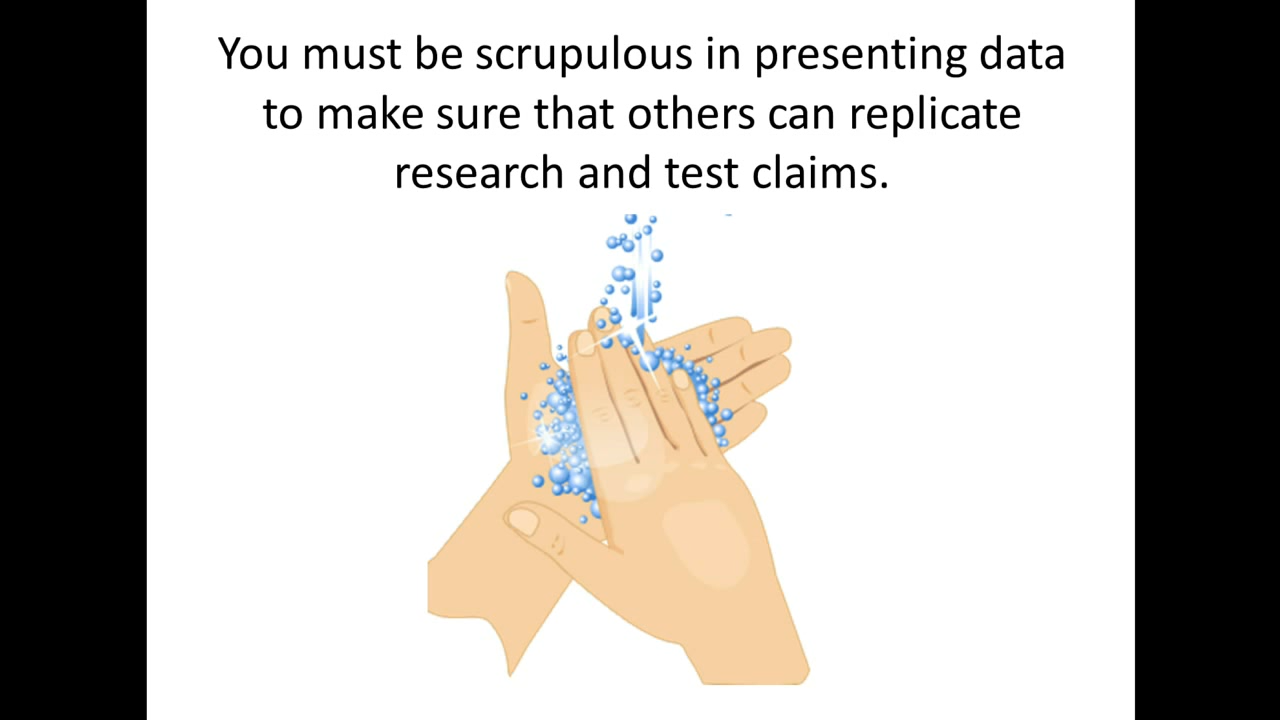 You must be scrupulous in presenting data
to make sure that others can replicate
research and test claims.